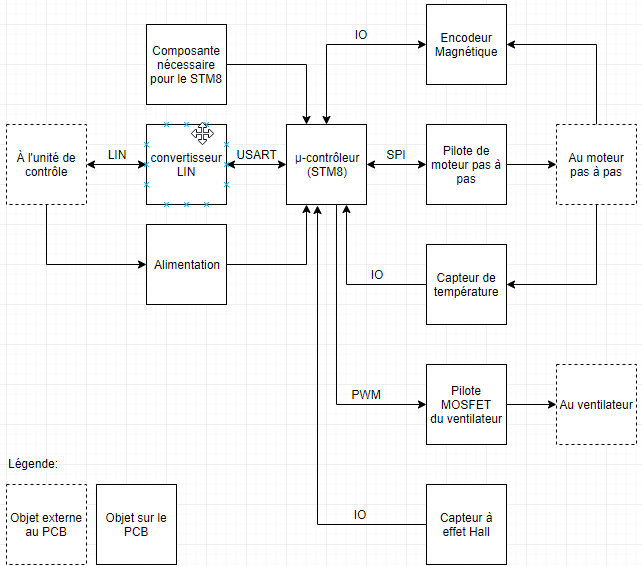 IO
Encodeur
Magnétique
Composante
nécessaire
pour le STM8
À l'unité de
contrôle
LIN
convertisseur
LIN
USART
µ-contrôleur
(STM8)
SPI
Pilote de
moteur pas à
pas
Au moteur
pas à pas
Alimentation
IO
Capteur de
température
PWM
Pilote
MOSFET
du ventilateur
Au ventilateur
Légende:
Objet externe
au PCB
Objet sur le
PCB
IO
Capteur à
effet Hall